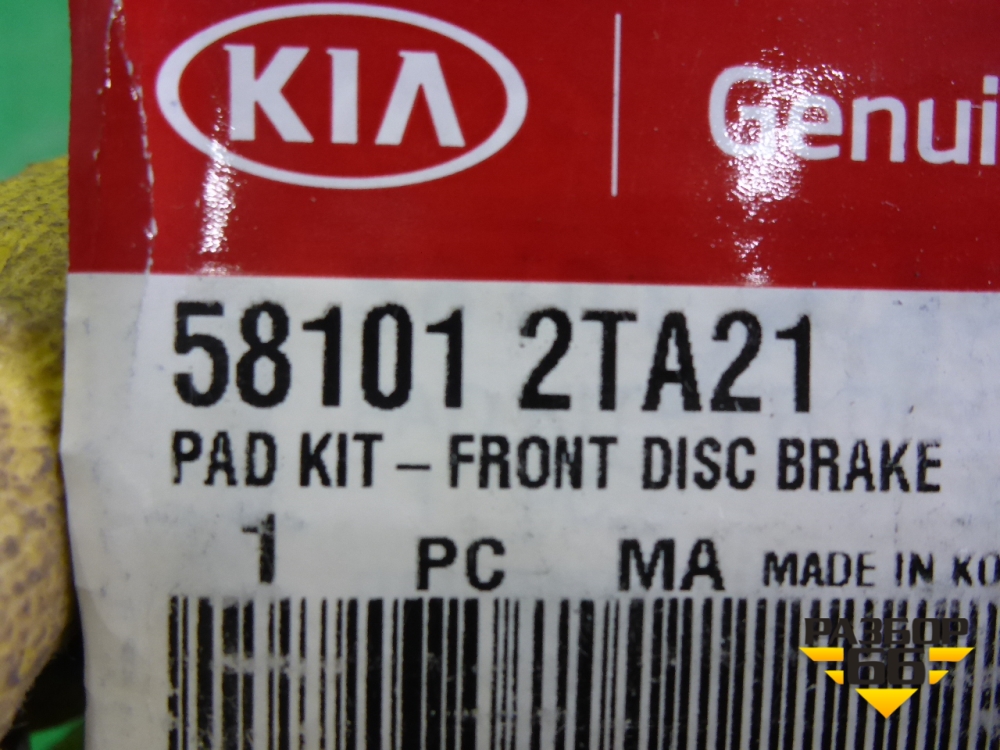 KIA
Genui
58101 2TA21
PAD KIT – FRONT DISC BRAKE
1 PC MA MADE IN KO
РАЗБОР
66